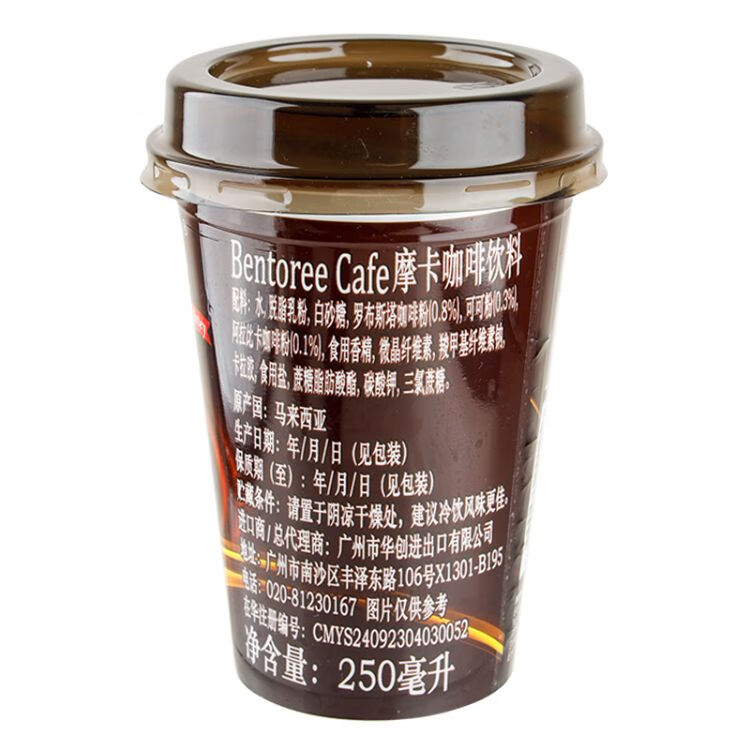 Bentoree Cafe 摩卡咖啡饮料
配料: 水, 脱脂乳粉, 白砂糖, 罗布斯塔咖啡粉(0.8%), 可可粉(0.3%),
阿拉比卡咖啡粉(0.1%), 食用香精, 微晶纤维素, 羧甲基纤维素钠,
卡拉胶, 食用盐, 蔗糖脂肪酸酯, 碳酸钾, 三氯蔗糖。
原产国: 马来西亚
生产日期: 年/月/日 (见包装)
保质期 (至) : 年/月/日 (见包装)
贮藏条件: 请置于阴凉干燥处, 建议冷饮风味更佳。
进口商 / 总代理商: 广州市华创进出口有限公司
地址: 广州市南沙区丰泽东路106号X1301-B195
电话: 020-81230167 图片仅供参考
在华注册编号: CMYS24092304030052
净含量: 250毫升